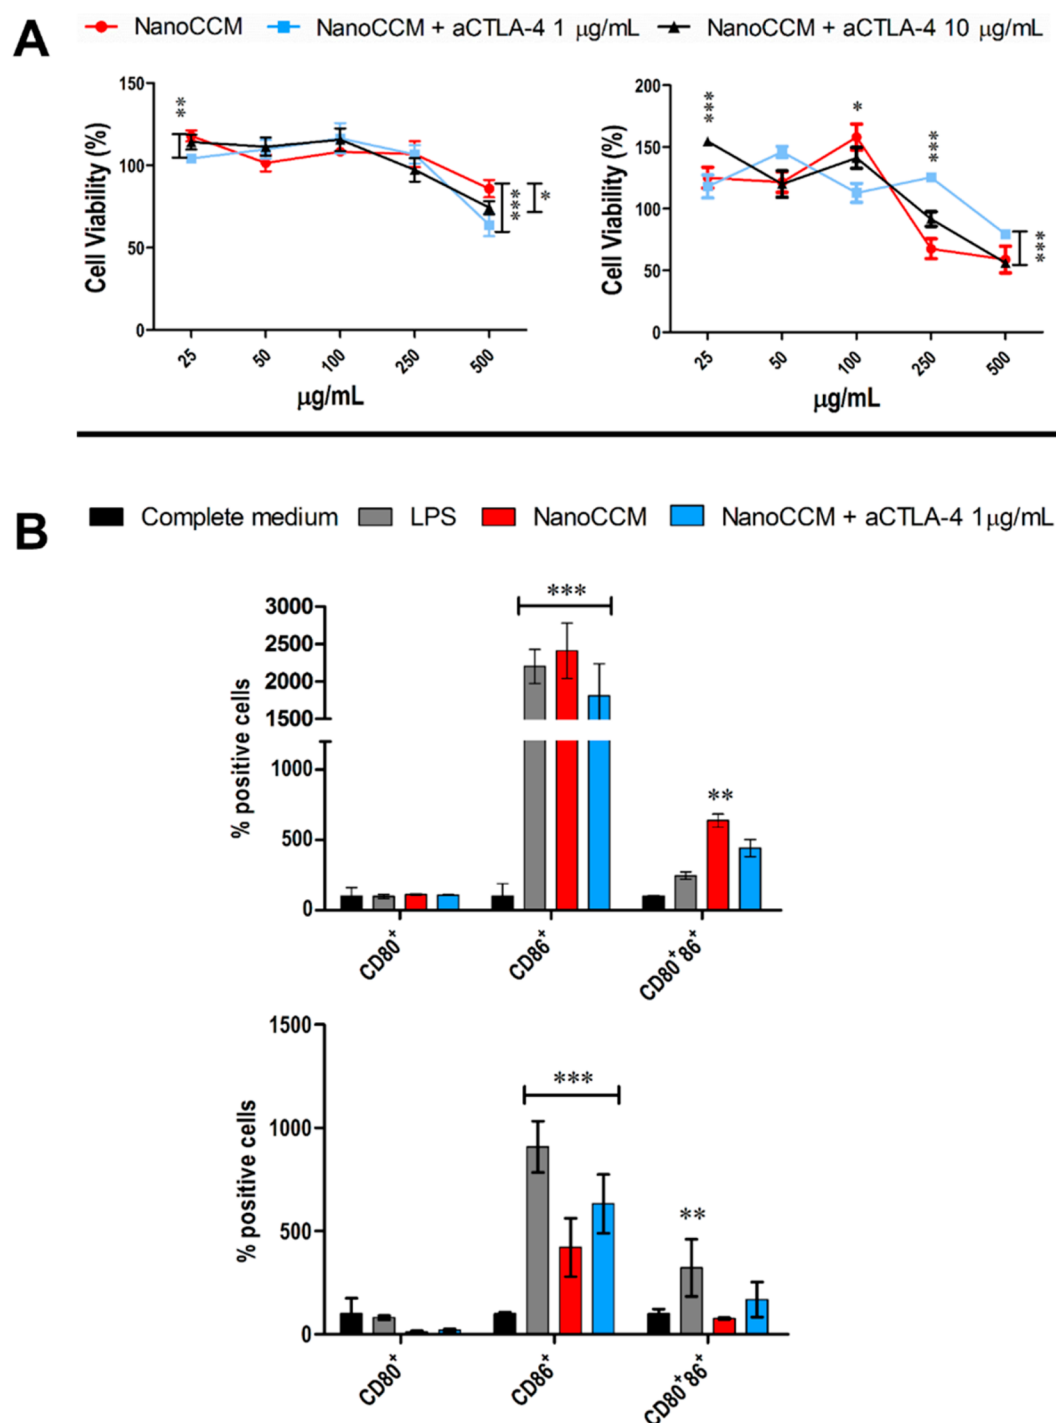 A
NanoCCM NanoCCM + aCTLA-4 1 μg/mL NanoCCM + aCTLA-4 10 μg/mL
Cell Viability (%)
150
100
50
0
**
***
*
25 50 100 250 500
μg/mL
Cell Viability (%)
200
150
100
50
0
***
*
***
***
25 50 100 250 500
μg/mL
B
Complete medium LPS NanoCCM NanoCCM + aCTLA-4 1μg/mL
% positive cells
3000
2500
2000
1500
1000
500
0
***
**
CD80⁺ CD86⁺ CD80⁺86⁺
% positive cells
1500
1000
500
0
***
**
CD80⁺ CD86⁺ CD80⁺86⁺